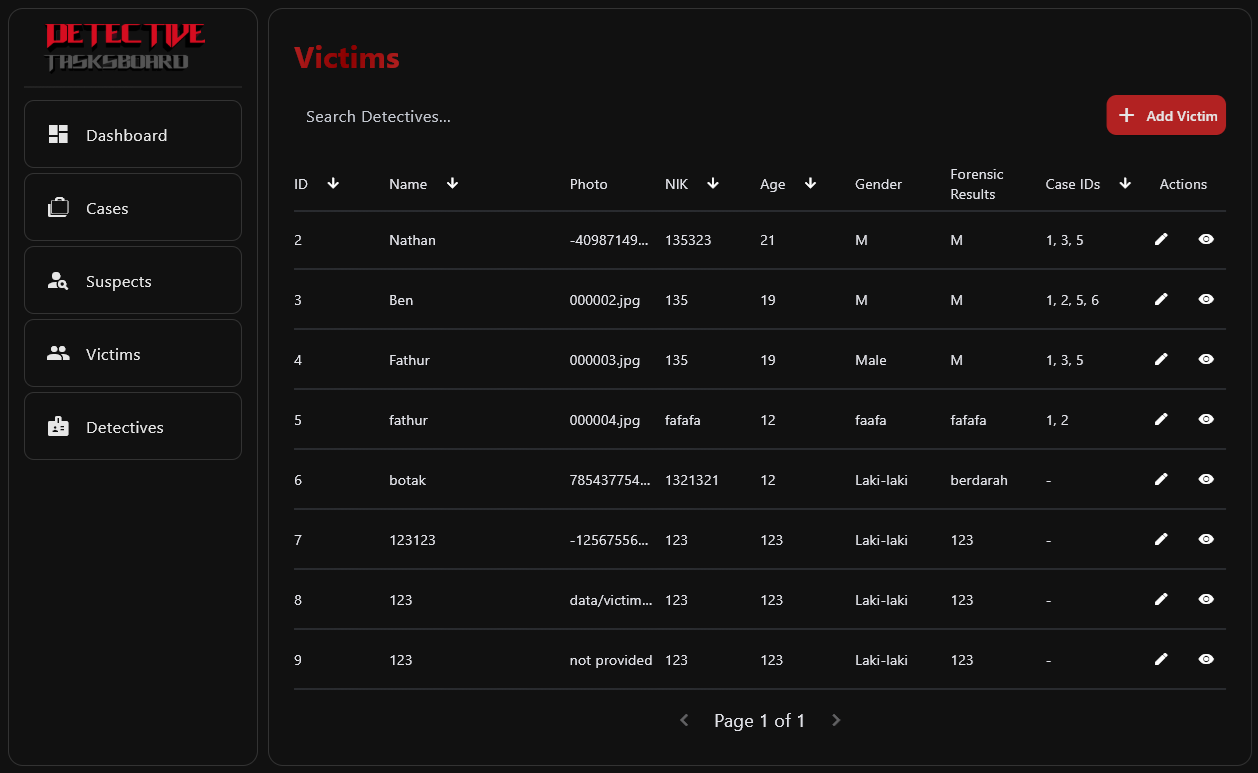 DETECTIVE
TASKSBOARD
Dashboard
Cases
Suspects
Victims
Detectives
Victims
Search Detectives...
+ Add Victim
ID Name Photo NIK Age Gender Forensic Results Case IDs Actions
2 Nathan -40987149... 135323 21 M M 1, 3, 5
3 Ben 000002.jpg 135 19 M M 1, 2, 5, 6
4 Fathur 000003.jpg 135 19 Male M 1, 3, 5
5 fathur 000004.jpg fafafa 12 faafa fafafa 1, 2
6 botak 785437754... 1321321 12 Laki-laki berdarah -
7 123123 -12567556... 123 123 Laki-laki 123 -
8 123 data/victim... 123 123 Laki-laki 123 -
9 123 not provided 123 123 Laki-laki 123 -
Page 1 of 1